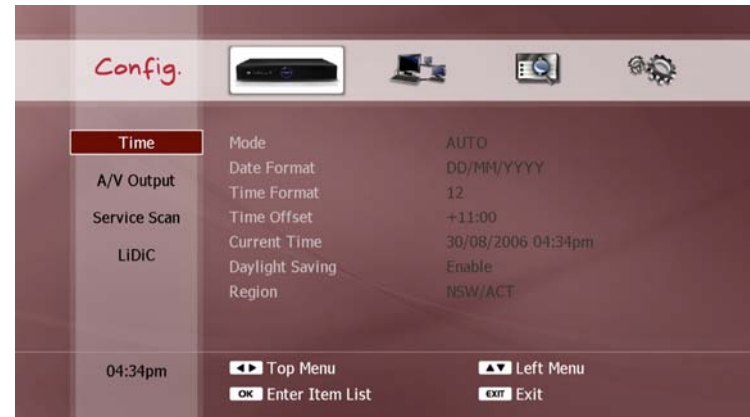 Config.
Time
A/V Output
Service Scan
LiDiC
Mode AUTO
Date Format DD/MM/YYYY
Time Format 12
Time Offset +11:00
Current Time 30/08/2006 04:34pm
Daylight Saving Enable
Region NSW/ACT
04:34pm
◀▶ Top Menu ▲▼ Left Menu
OK Enter Item List EXIT Exit